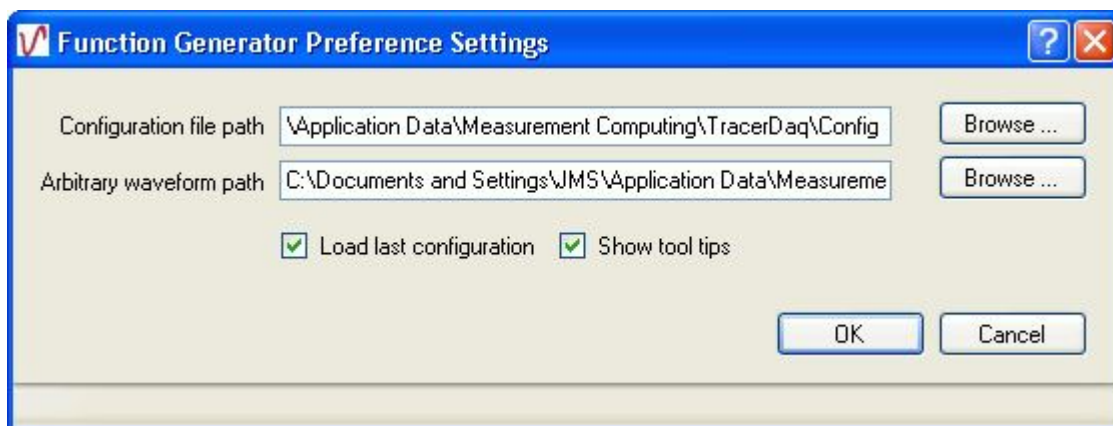 Function Generator Preference Settings
Configuration file path \Application Data\Measurement Computing\TracerDaq\Config Browse ...
Arbitrary waveform path C:\Documents and Settings\JMS\Application Data\Measureme Browse ...
Load last configuration Show tool tips
OK Cancel